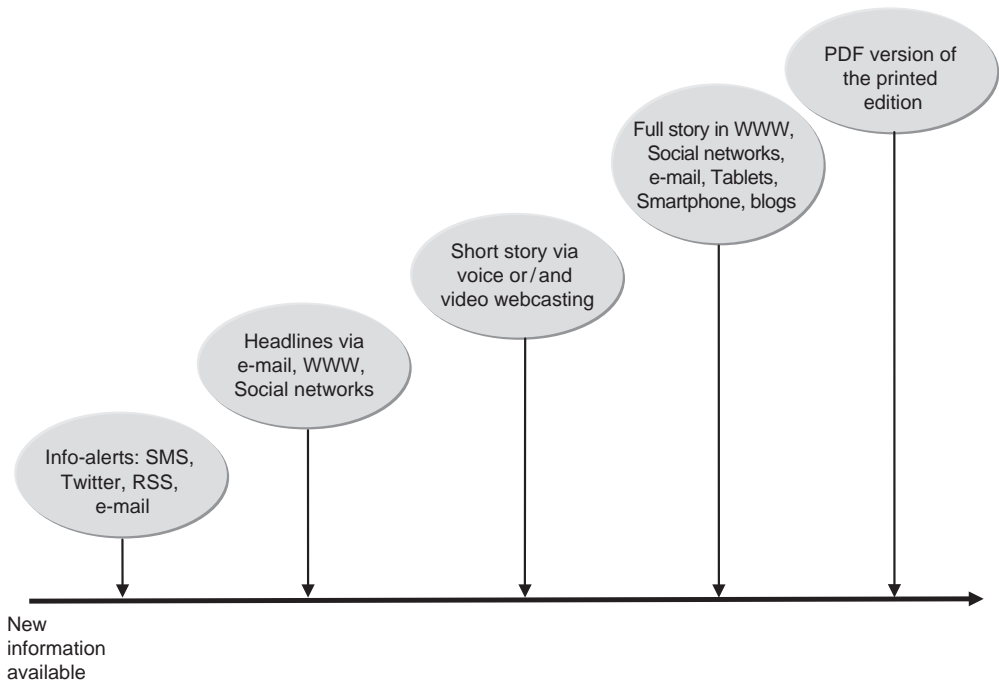 PDF version of
the printed
edition
Full story in WWW,
Social networks,
e-mail, Tablets,
Smartphone, blogs
Short story via
voice or/and
video webcasting
Headlines via
e-mail, WWW,
Social networks
Info-alerts: SMS,
Twitter, RSS,
e-mail
New
information
available